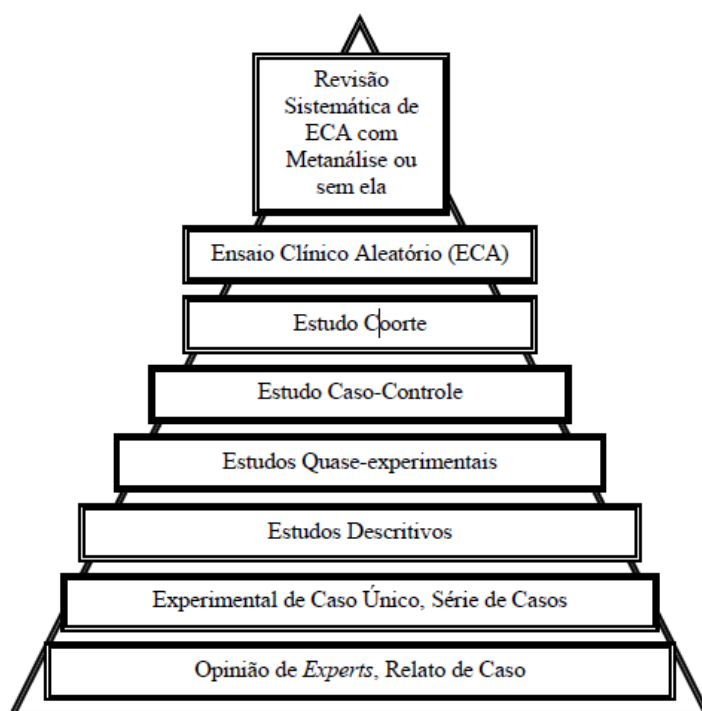 Revisão
Sistemática de
ECA com
Metanálise ou
sem ela
Ensaio Clínico Aleatório (ECA)
Estudo Coorte
Estudo Caso-Controle
Estudos Quase-experimentais
Estudos Descritivos
Experimental de Caso Único, Série de Casos
Opinião de Experts, Relato de Caso